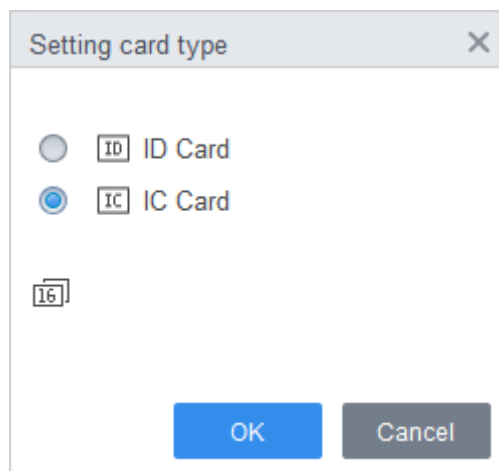 Setting card type
ID ID Card
IC IC Card
16
OK Cancel